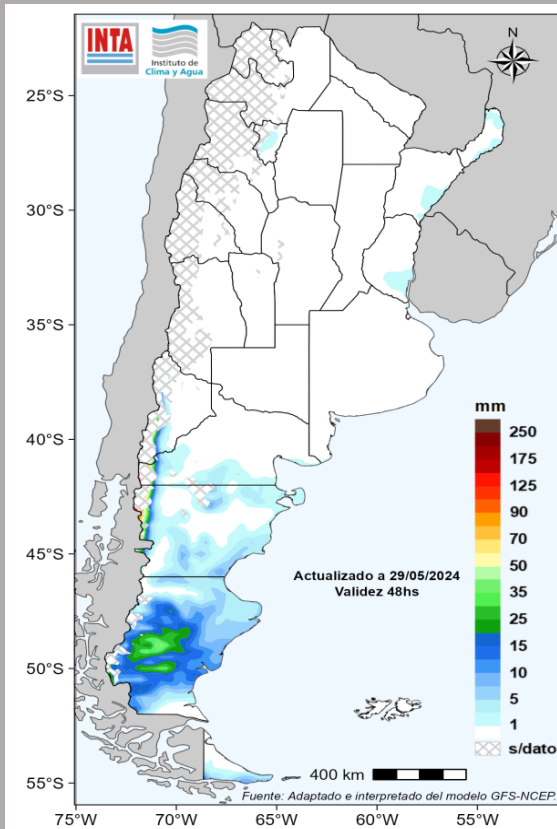 INTA
Instituto de
Clima y Agua
N
25°S
30°S
35°S
40°S
45°S
50°S
55°S
mm
250
175
125
90
70
50
35
25
15
10
5
1
s/dato
Actualizado a 29/05/2024
Validez 48hs
400 km
Fuente: Adaptado e interpretado del modelo GFS-NCEP.
75°W
70°W
65°W
60°W
55°W